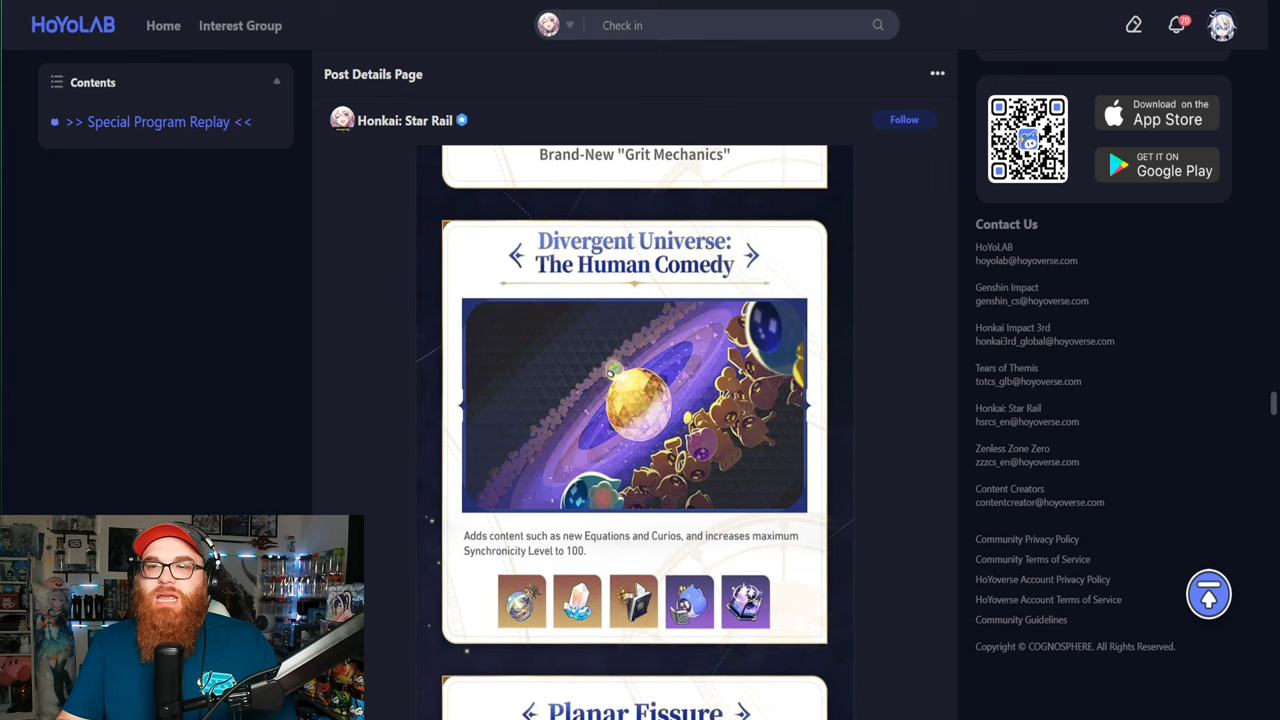 HoYoLAB
Home
Interest Group
Check in
70
Contents
>> Special Program Replay <<
Post Details Page
Honkai: Star Rail
Follow
Brand-New "Grit Mechanics"
Divergent Universe:
The Human Comedy
Adds content such as new Equations and Curios, and increases maximum
Synchronicity Level to 100.
Planar Fissure
Download on the
App Store
GET IT ON
Google Play
Contact Us
HoYoLAB
hoyolab@hoyoverse.com
Genshin Impact
genshin_cs@hoyoverse.com
Honkai Impact 3rd
honkai3rd_global@hoyoverse.com
Tears of Themis
totcs_glb@hoyoverse.com
Honkai: Star Rail
hsrcs_en@hoyoverse.com
Zenless Zone Zero
zzzcs_en@hoyoverse.com
Content Creators
contentcreator@hoyoverse.com
Community Privacy Policy
Community Terms of Service
HoYoverse Account Privacy Policy
HoYoverse Account Terms of Service
Community Guidelines
Copyright © COGNOSPHERE. All Rights Reserved.